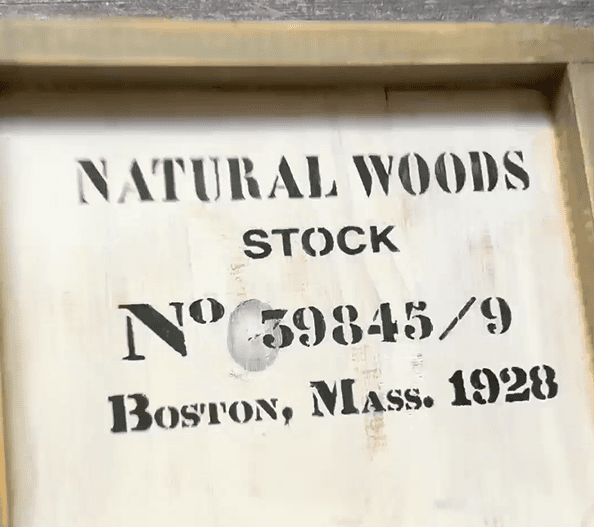 NATURAL WOODS
STOCK
Nº 39845/9
BOSTON, MASS. 1928